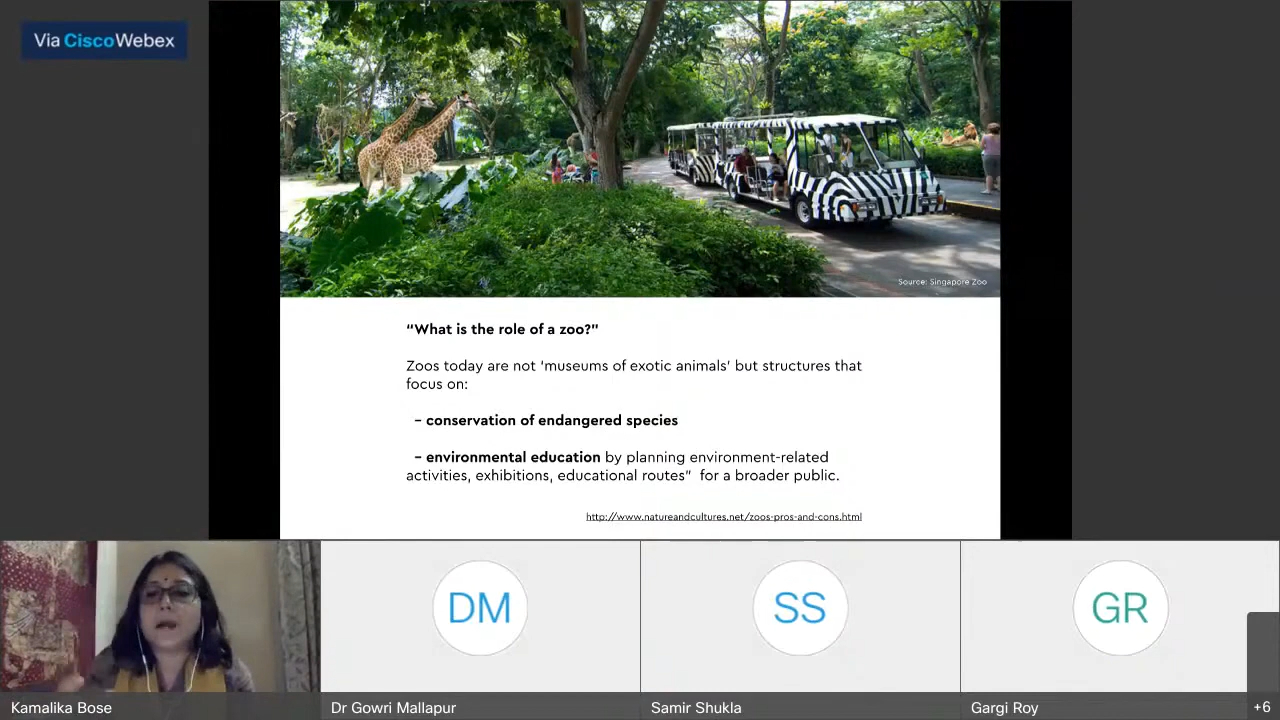 Via CiscoWebex
Source: Singapore Zoo
“What is the role of a zoo?”
Zoos today are not ‘museums of exotic animals’ but structures that
focus on:
– conservation of endangered species
– environmental education by planning environment-related
activities, exhibitions, educational routes”  for a broader public.
http://www.natureandcultures.net/zoos-pros-and-cons.html
DM
SS
GR
Kamalika Bose
Dr Gowri Mallapur
Samir Shukla
Gargi Roy
+6